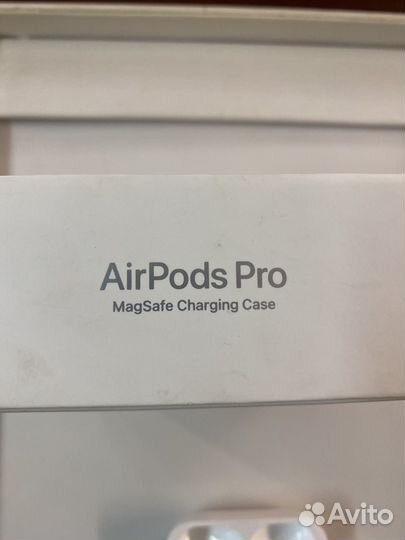 AirPods Pro
MagSafe Charging Case
Avito